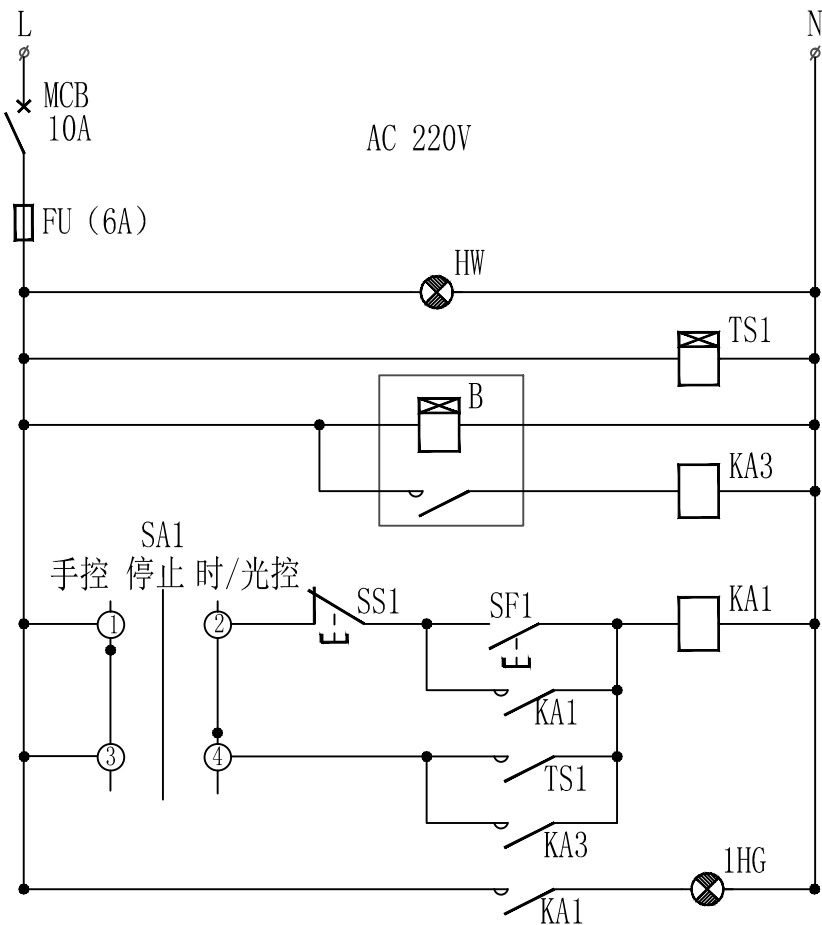 L
N
MCB
10A
AC 220V
FU（6A）
HW
TS1
B
KA3
SA1
手控 停止 时/光控
1
2
SS1
SF1
KA1
KA1
3
4
TS1
KA3
1HG
KA1